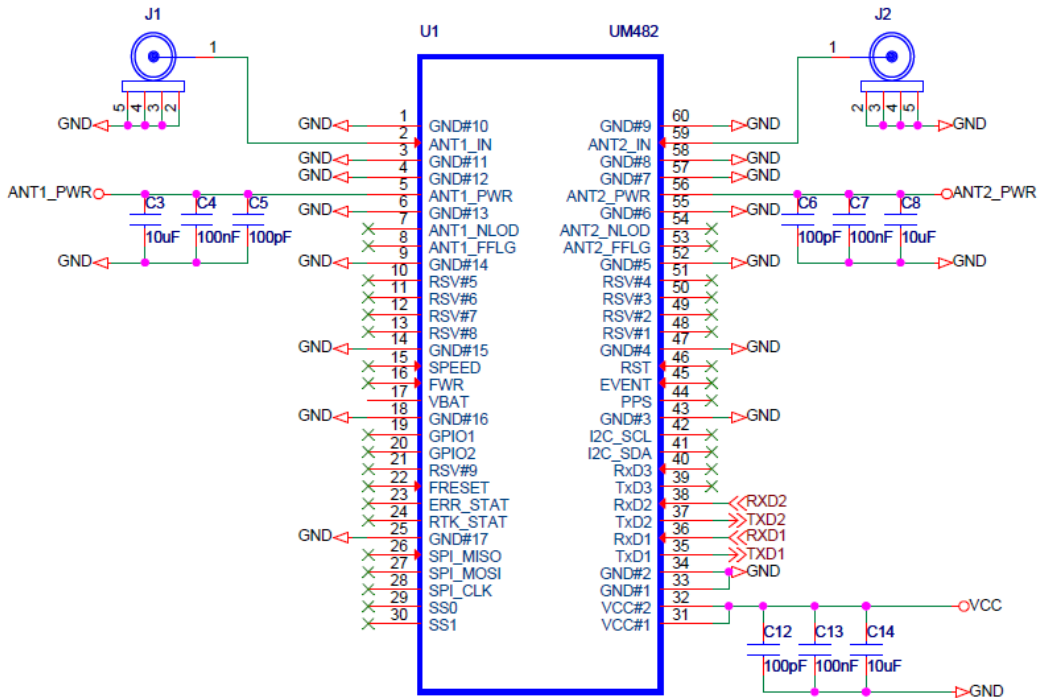 J1 U1 UM482 J2
1 1
5 4 3 2 2 3 4 5
GND GND 1 GND#10 GND#9 60 GND GND
2 ANT1_IN ANT2_IN 59
GND 3 GND#11 GND#8 58 GND
GND 4 GND#12 GND#7 57 GND
ANT1_PWR 5 ANT1_PWR ANT2_PWR 56 ANT2_PWR
C3 C4 C5 GND 6 GND#13 GND#6 55 GND C6 C7 C8
7 ANT1_NLOD ANT2_NLOD 54
10uF 100nF 100pF 8 ANT1_FFLG ANT2_FFLG 53 100pF 100nF 10uF
GND GND 9 GND#14 GND#5 52 GND GND
10 RSV#5 RSV#4 51
11 RSV#6 RSV#3 50
12 RSV#7 RSV#2 49
13 RSV#8 RSV#1 48
GND 14 GND#15 GND#4 47 GND
15 SPEED RST 46
16 FWR EVENT 45
17 VBAT PPS 44
GND 18 GND#16 GND#3 43 GND
19 GPIO1 I2C_SCL 42
20 GPIO2 I2C_SDA 41
21 RSV#9 RxD3 40
22 FRESET TxD3 39
23 ERR_STAT RxD2 38 RXD2
24 RTK_STAT TxD2 37 TXD2
GND 25 GND#17 RxD1 36 RXD1
26 SPI_MISO TxD1 35 TXD1
27 SPI_MOSI GND#2 34 GND
28 SPI_CLK GND#1 33
29 SS0 VCC#2 32 VCC
30 SS1 VCC#1 31
C12 C13 C14
100pF 100nF 10uF
GND